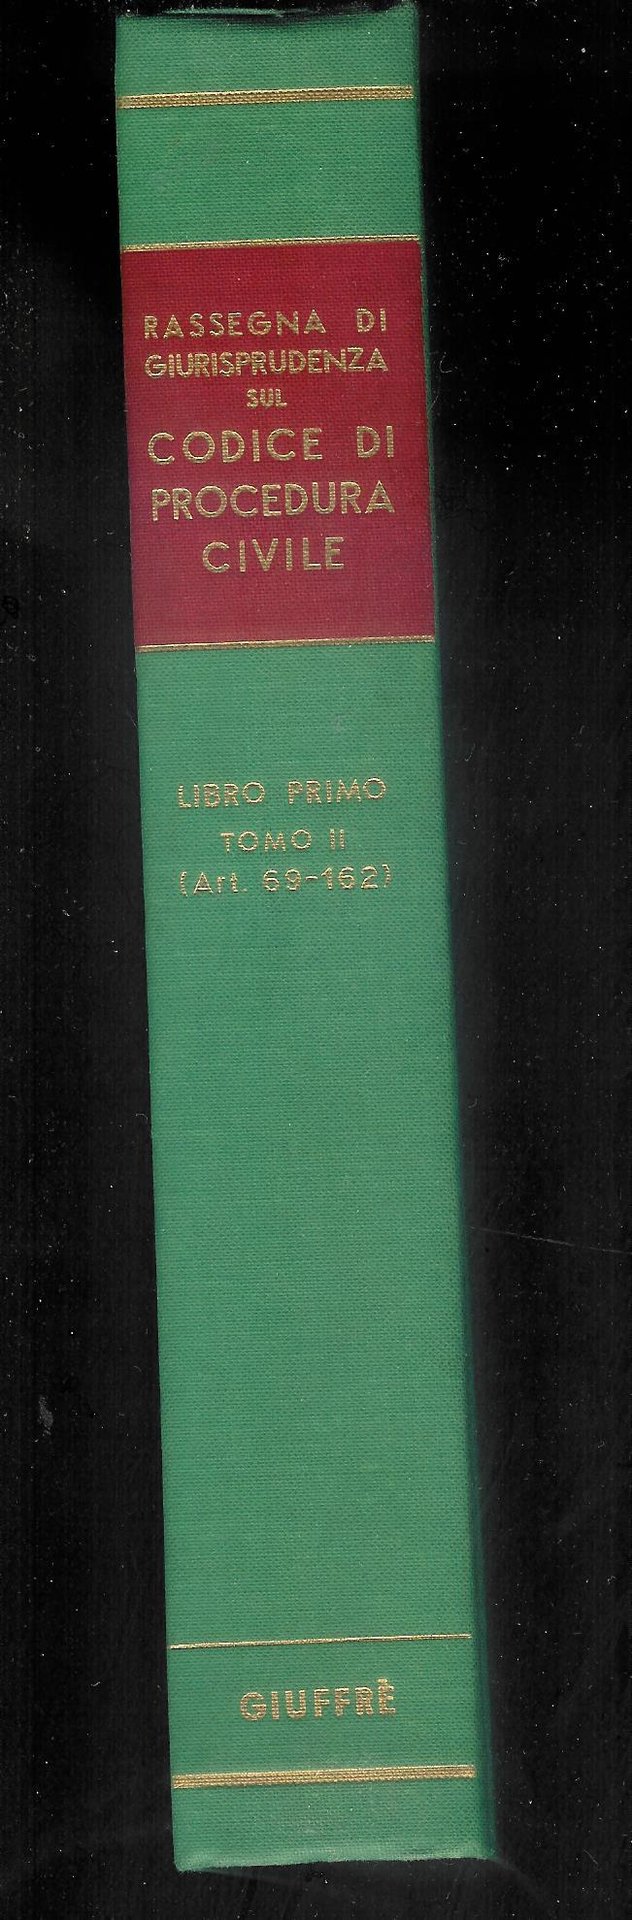 RASSEGNA DI
GIURISPRUDENZA
SUL
CODICE DI
PROCEDURA
CIVILE
LIBRO PRIMO
TOMO II
(Art. 69-162)
GIUFFRÈ